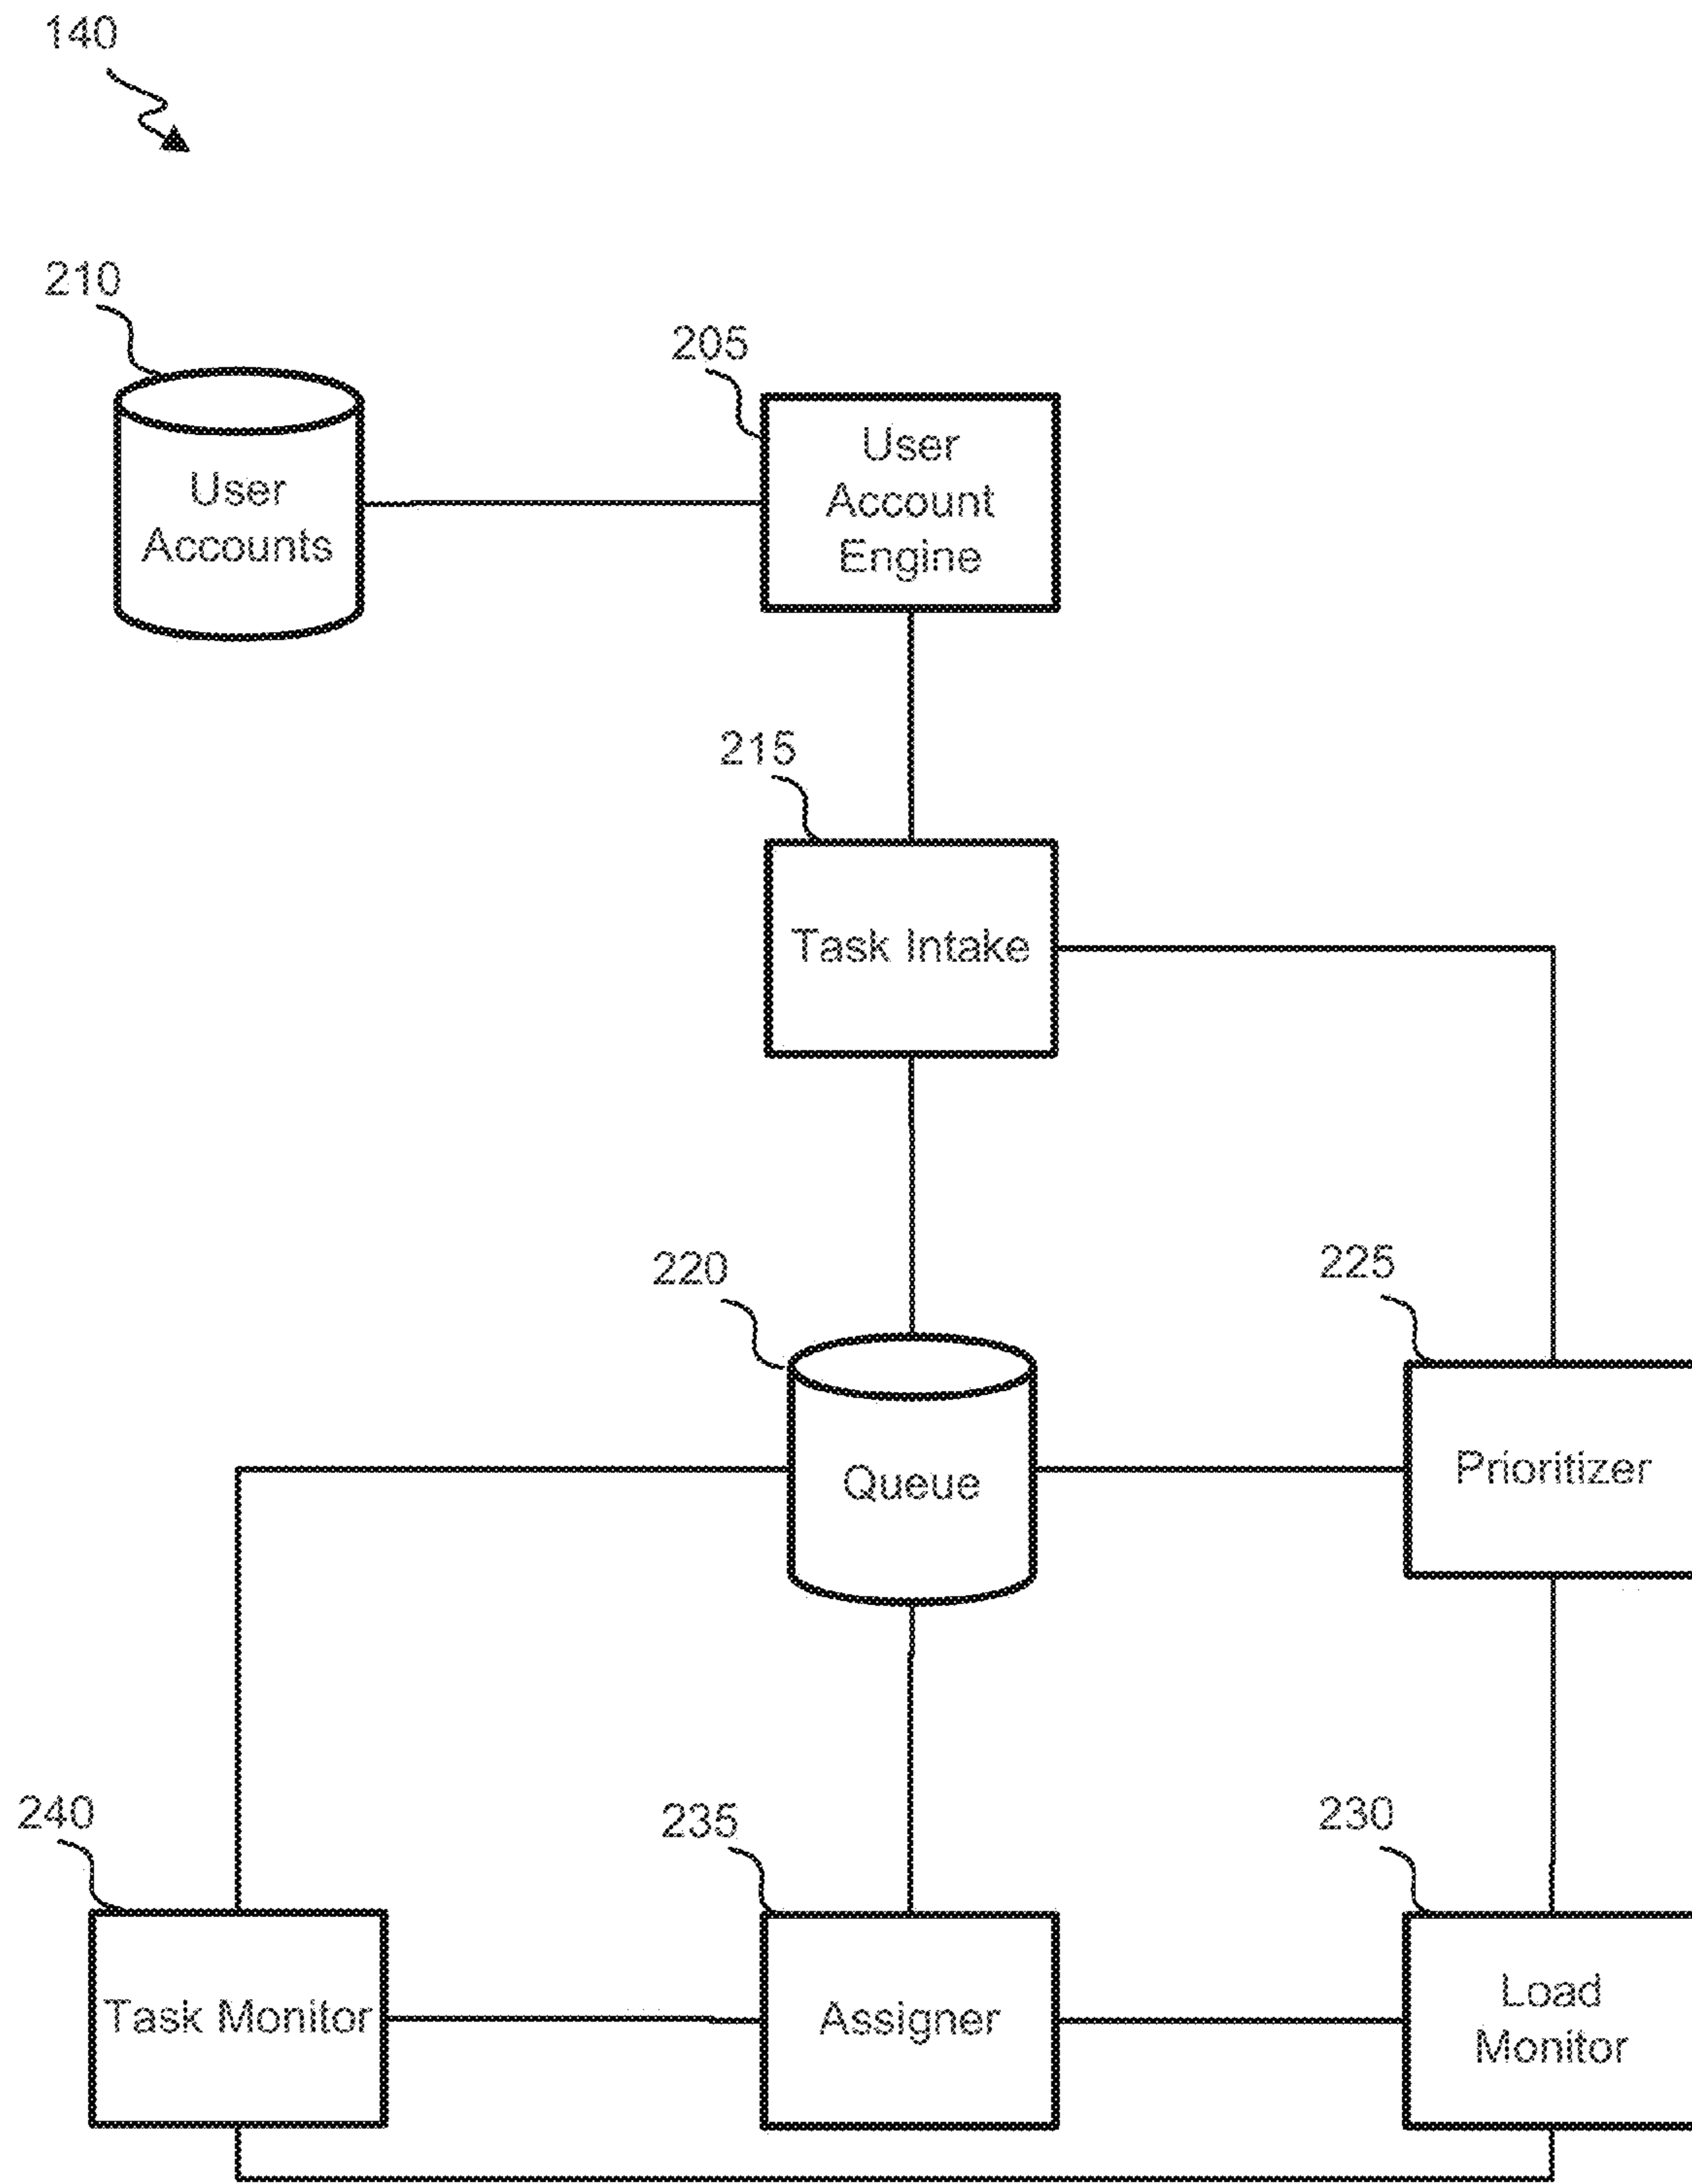 140
210
205
User
Accounts
User
Account
Engine
215
Task Intake
220
225
Queue
Prioritizer
240
235
230
Task Monitor
Assigner
Load
Monitor